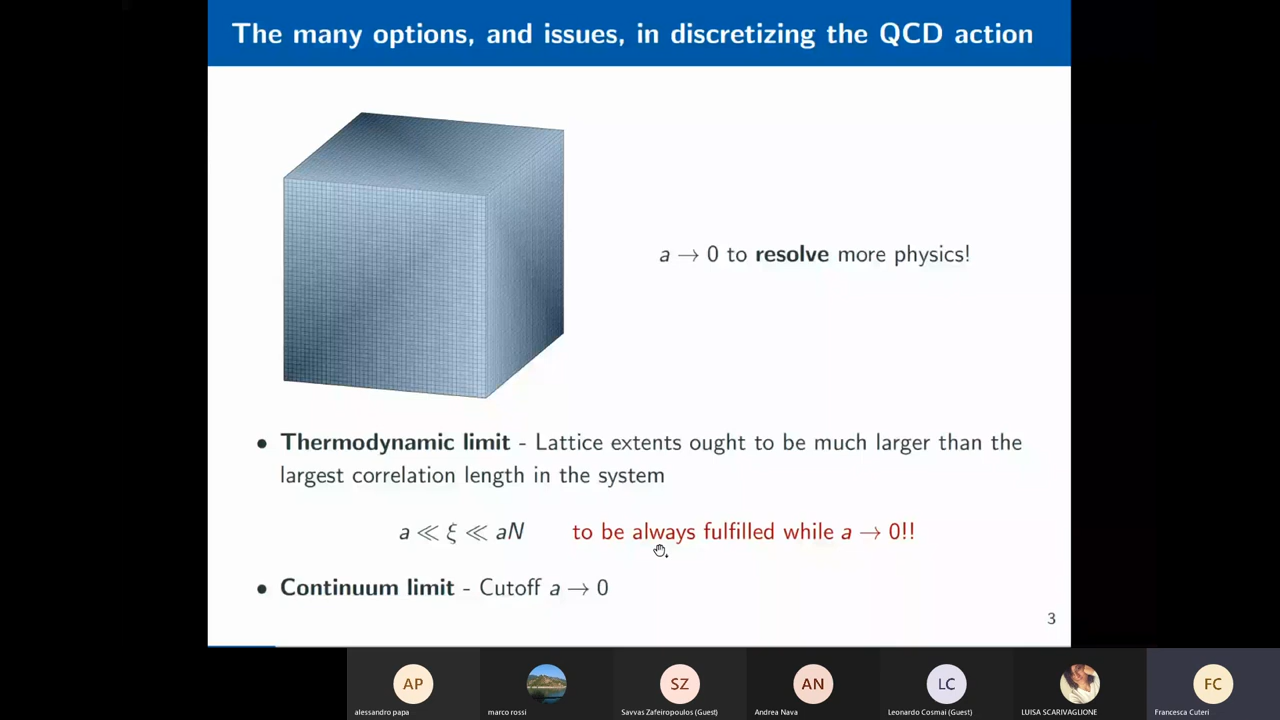 The many options, and issues, in discretizing the QCD action
a → 0 to resolve more physics!
• Thermodynamic limit - Lattice extents ought to be much larger than the
largest correlation length in the system
a ≪ ξ ≪ aN to be always fulfilled while a → 0!!
• Continuum limit - Cutoff a → 0
3
AP
SZ
AN
LC
FC
alessandro papa
marco rossi
Savvas Zafeiropoulos (Guest)
Andrea Nava
Leonardo Cosmai (Guest)
LUISA SCARIVAGLIONE
Francesca Cuteri